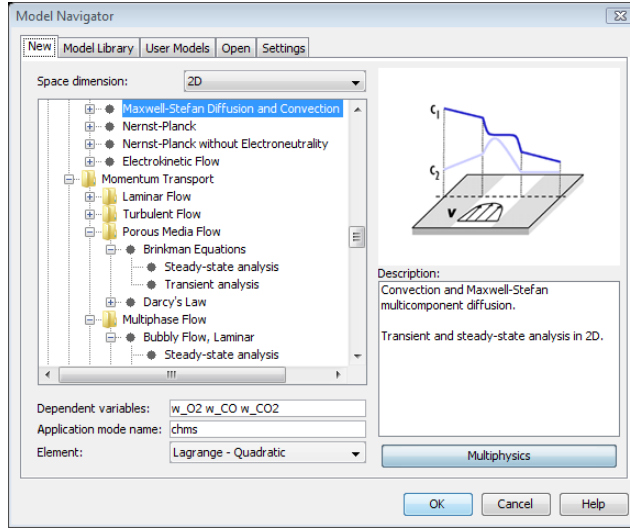 Model Navigator
New Model Library User Models Open Settings
Space dimension: 2D
Maxwell-Stefan Diffusion and Convection
Nernst-Planck
Nernst-Planck without Electroneutrality
Electrokinetic Flow
Momentum Transport
Laminar Flow
Turbulent Flow
Porous Media Flow
Brinkman Equations
Steady-state analysis
Transient analysis
Darcy's Law
Multiphase Flow
Bubbly Flow, Laminar
Steady-state analysis
Dependent variables: w_O2 w_CO w_CO2
Application mode name: chms
Element: Lagrange - Quadratic
C1
C2
v
Description:
Convection and Maxwell-Stefan
multicomponent diffusion.
Transient and steady-state analysis in 2D.
Multiphysics
OK Cancel Help